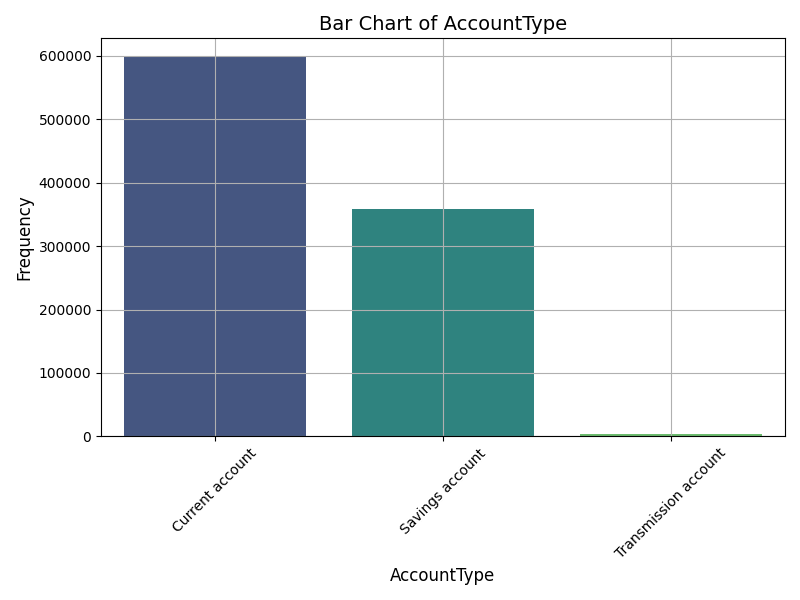 Bar Chart of AccountType
600000
500000
400000
300000
200000
100000
0
Frequency
Current account
Savings account
Transmission account
AccountType